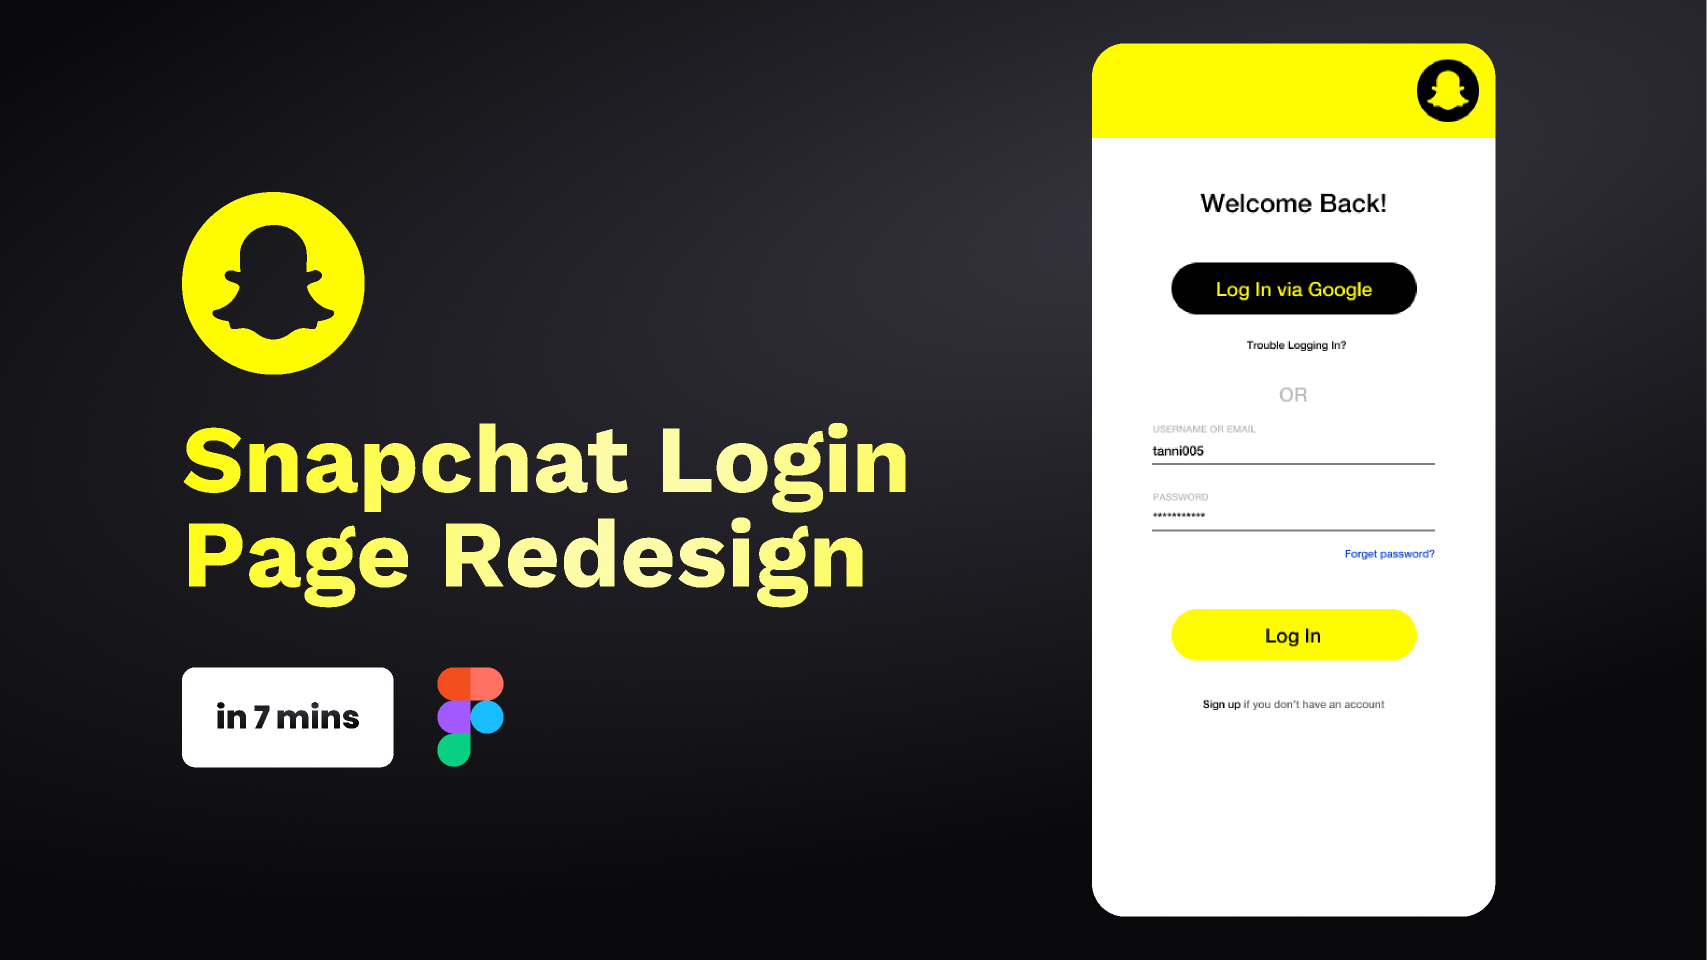 Snapchat Login
Page Redesign
in 7 mins
Welcome Back!
Log In via Google
Trouble Logging In?
OR
USERNAME OR EMAIL
tanni005
PASSWORD
***********
Forget password?
Log In
Sign up if you don't have an account